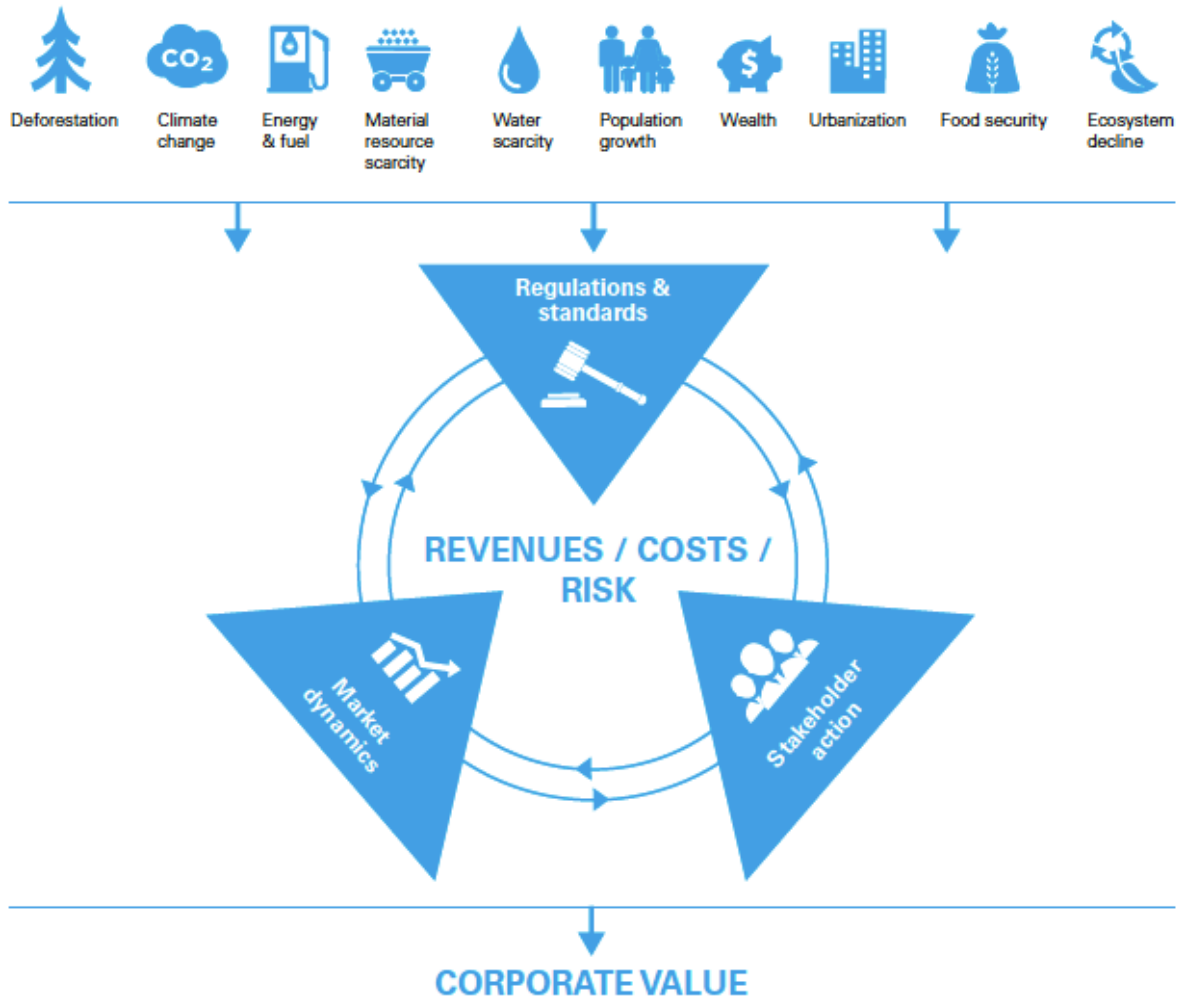 CO2
$
Deforestation
Climate
change
Energy
& fuel
Material
resource
scarcity
Water
scarcity
Population
growth
Wealth
Urbanization
Food security
Ecosystem
decline
Regulations &
standards
REVENUES / COSTS /
RISK
Market
dynamics
Stakeholder
action
CORPORATE VALUE